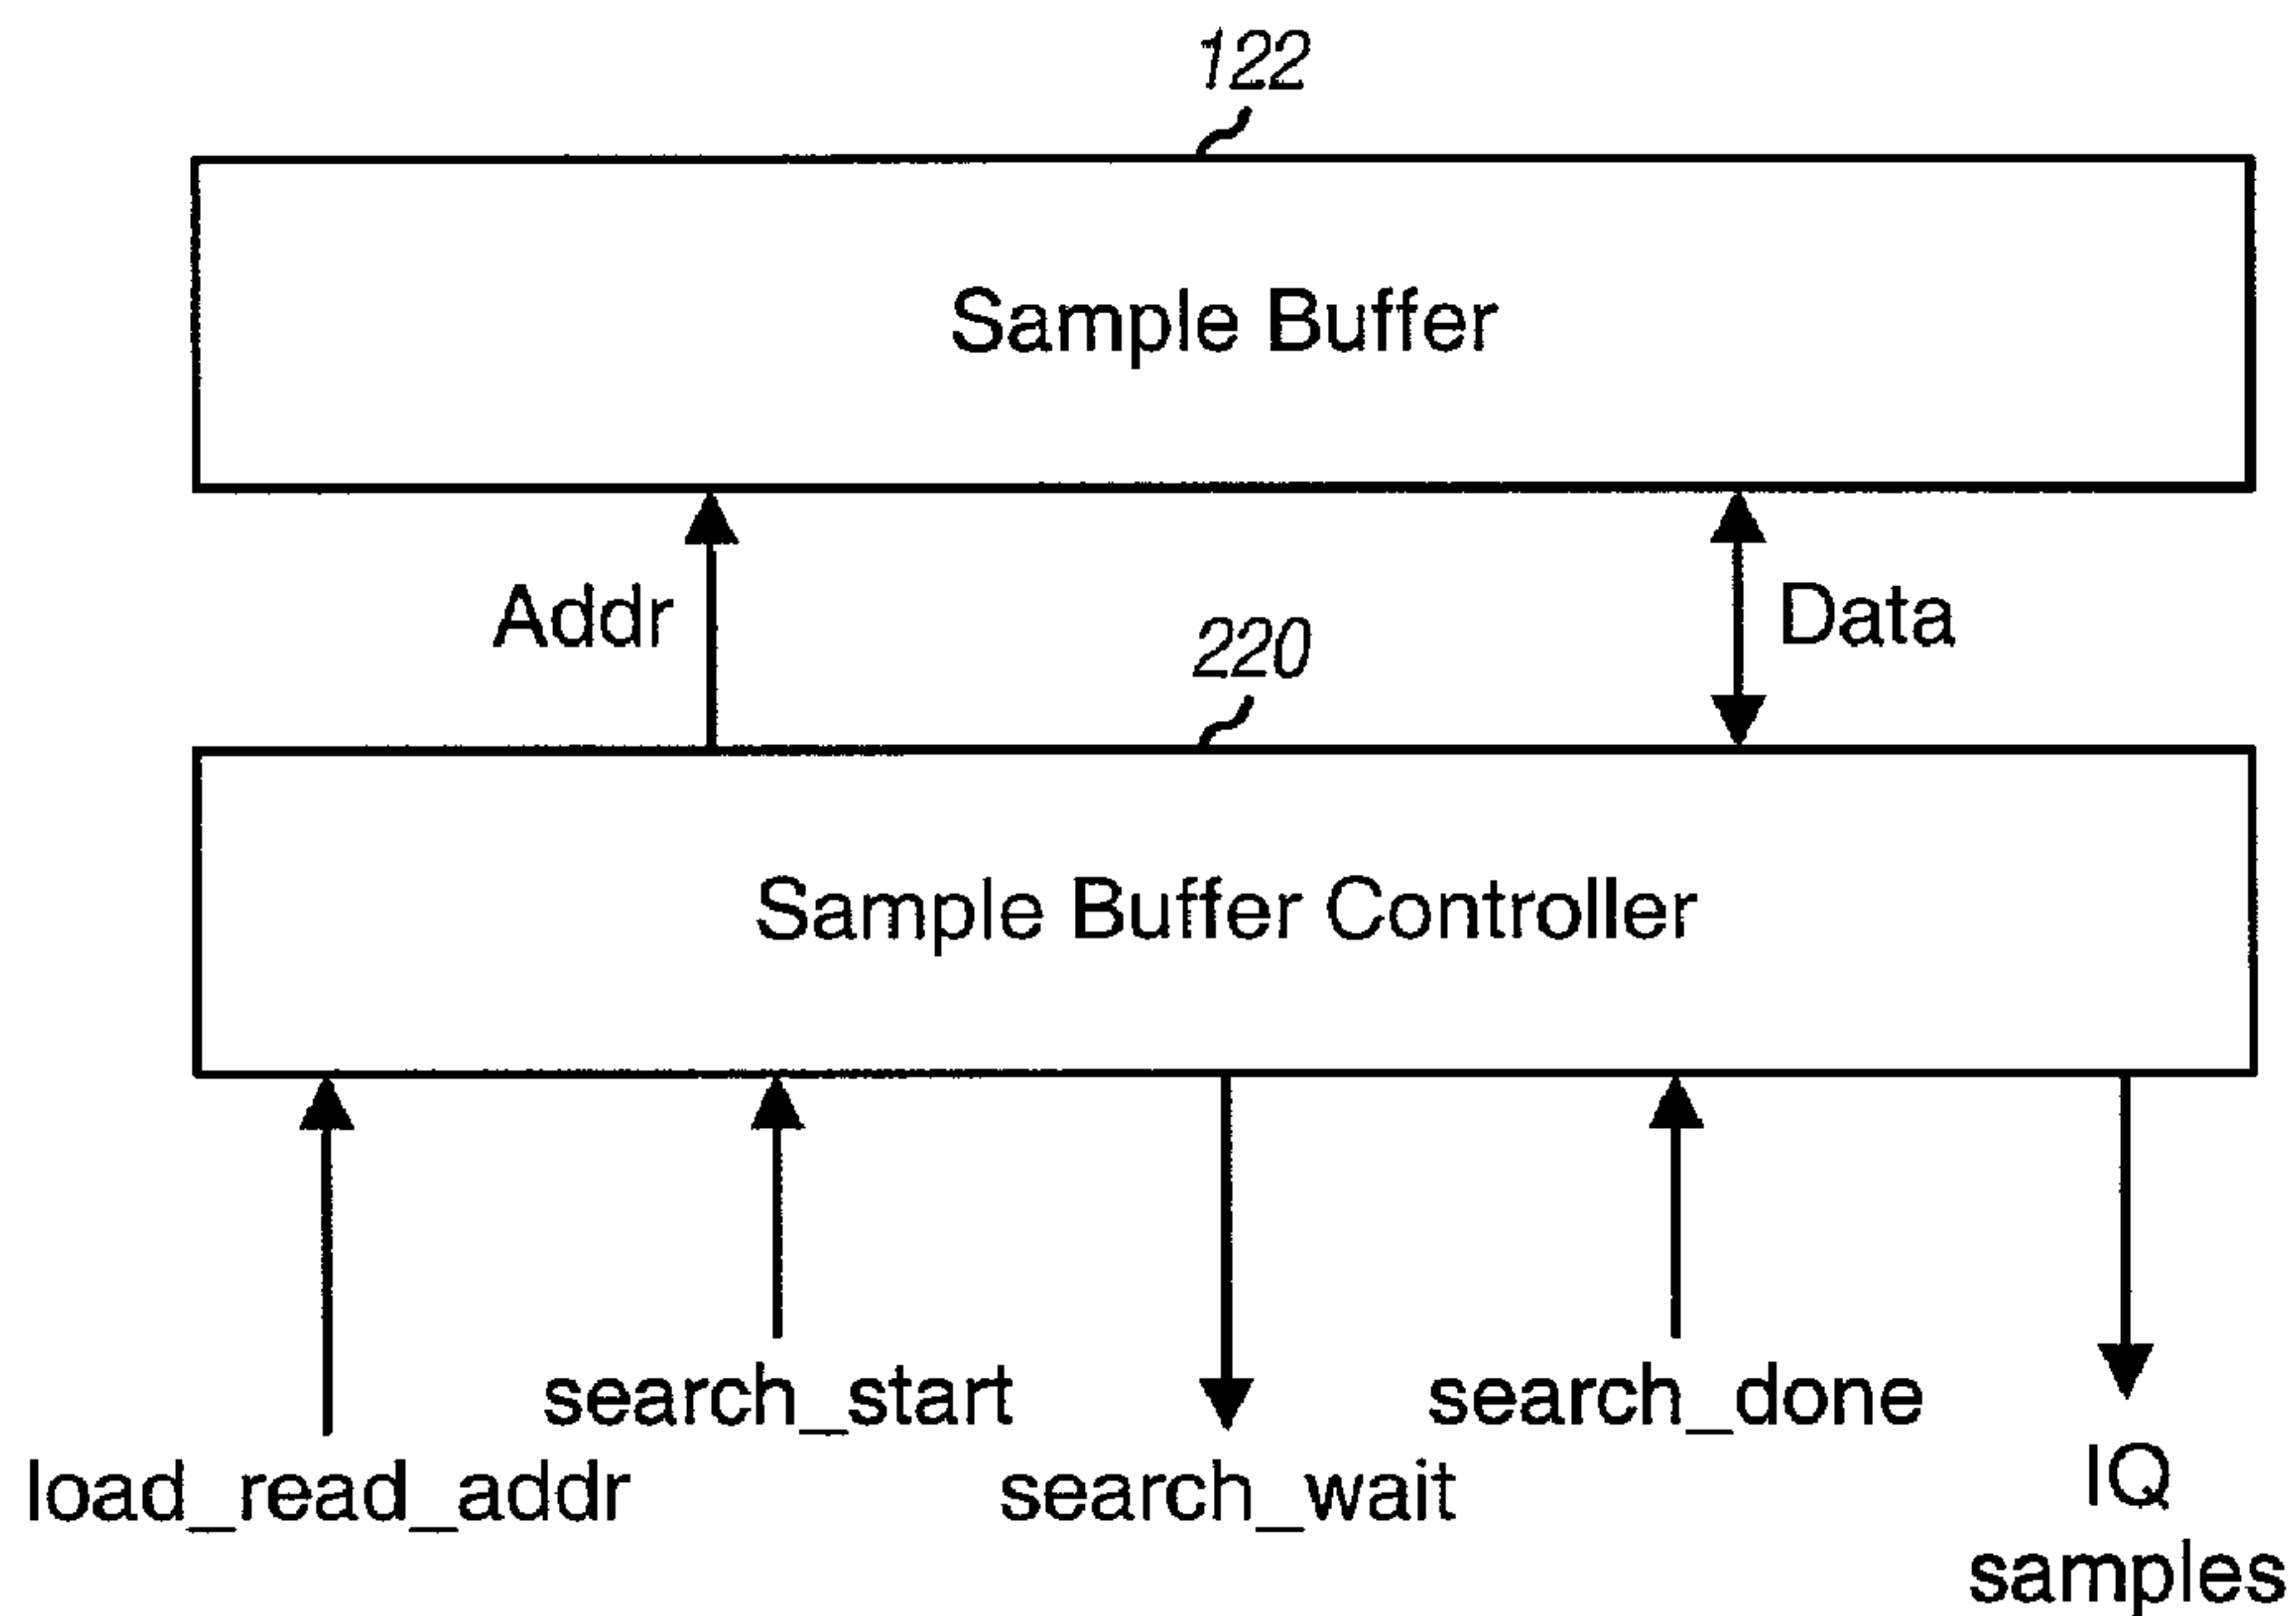 122
Sample Buffer
Addr
Data
220
Sample Buffer Controller
search_start
search_done
load_read_addr
search_wait
IQ
samples